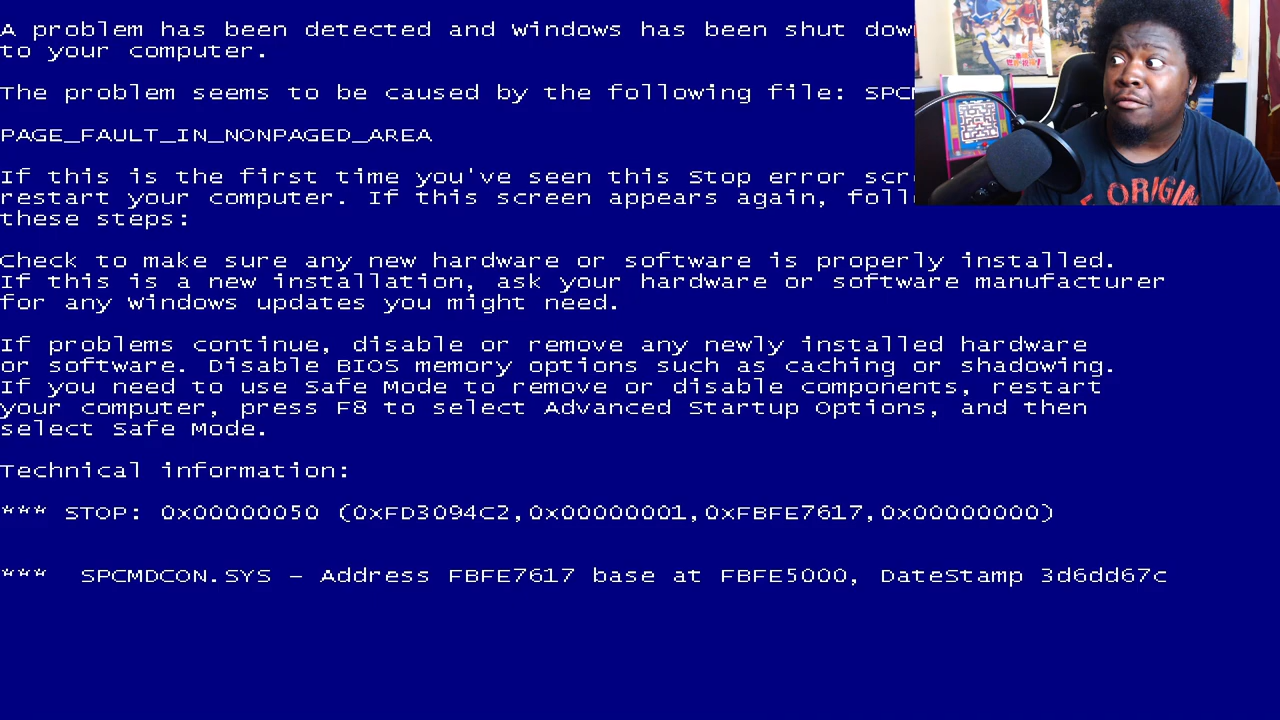 A problem has been detected and Windows has been shut down
to your computer.
The problem seems to be caused by the following file: SPC
PAGE_FAULT_IN_NONPAGED_AREA
If this is the first time you've seen this Stop error scr
restart your computer. If this screen appears again, foll
these steps:
Check to make sure any new hardware or software is properly installed.
If this is a new installation, ask your hardware or software manufacturer
for any Windows updates you might need.
If problems continue, disable or remove any newly installed hardware
or software. Disable BIOS memory options such as caching or shadowing.
If you need to use Safe Mode to remove or disable components, restart
your computer, press F8 to select Advanced Startup Options, and then
select Safe Mode.
Technical information:
*** STOP: 0x00000050 (0xFD3094C2,0x00000001,0xFBFE7617,0x00000000)
*** SPCMDCON.SYS - Address FBFE7617 base at FBFE5000, DateStamp 3d6dd67c
ORIGIN